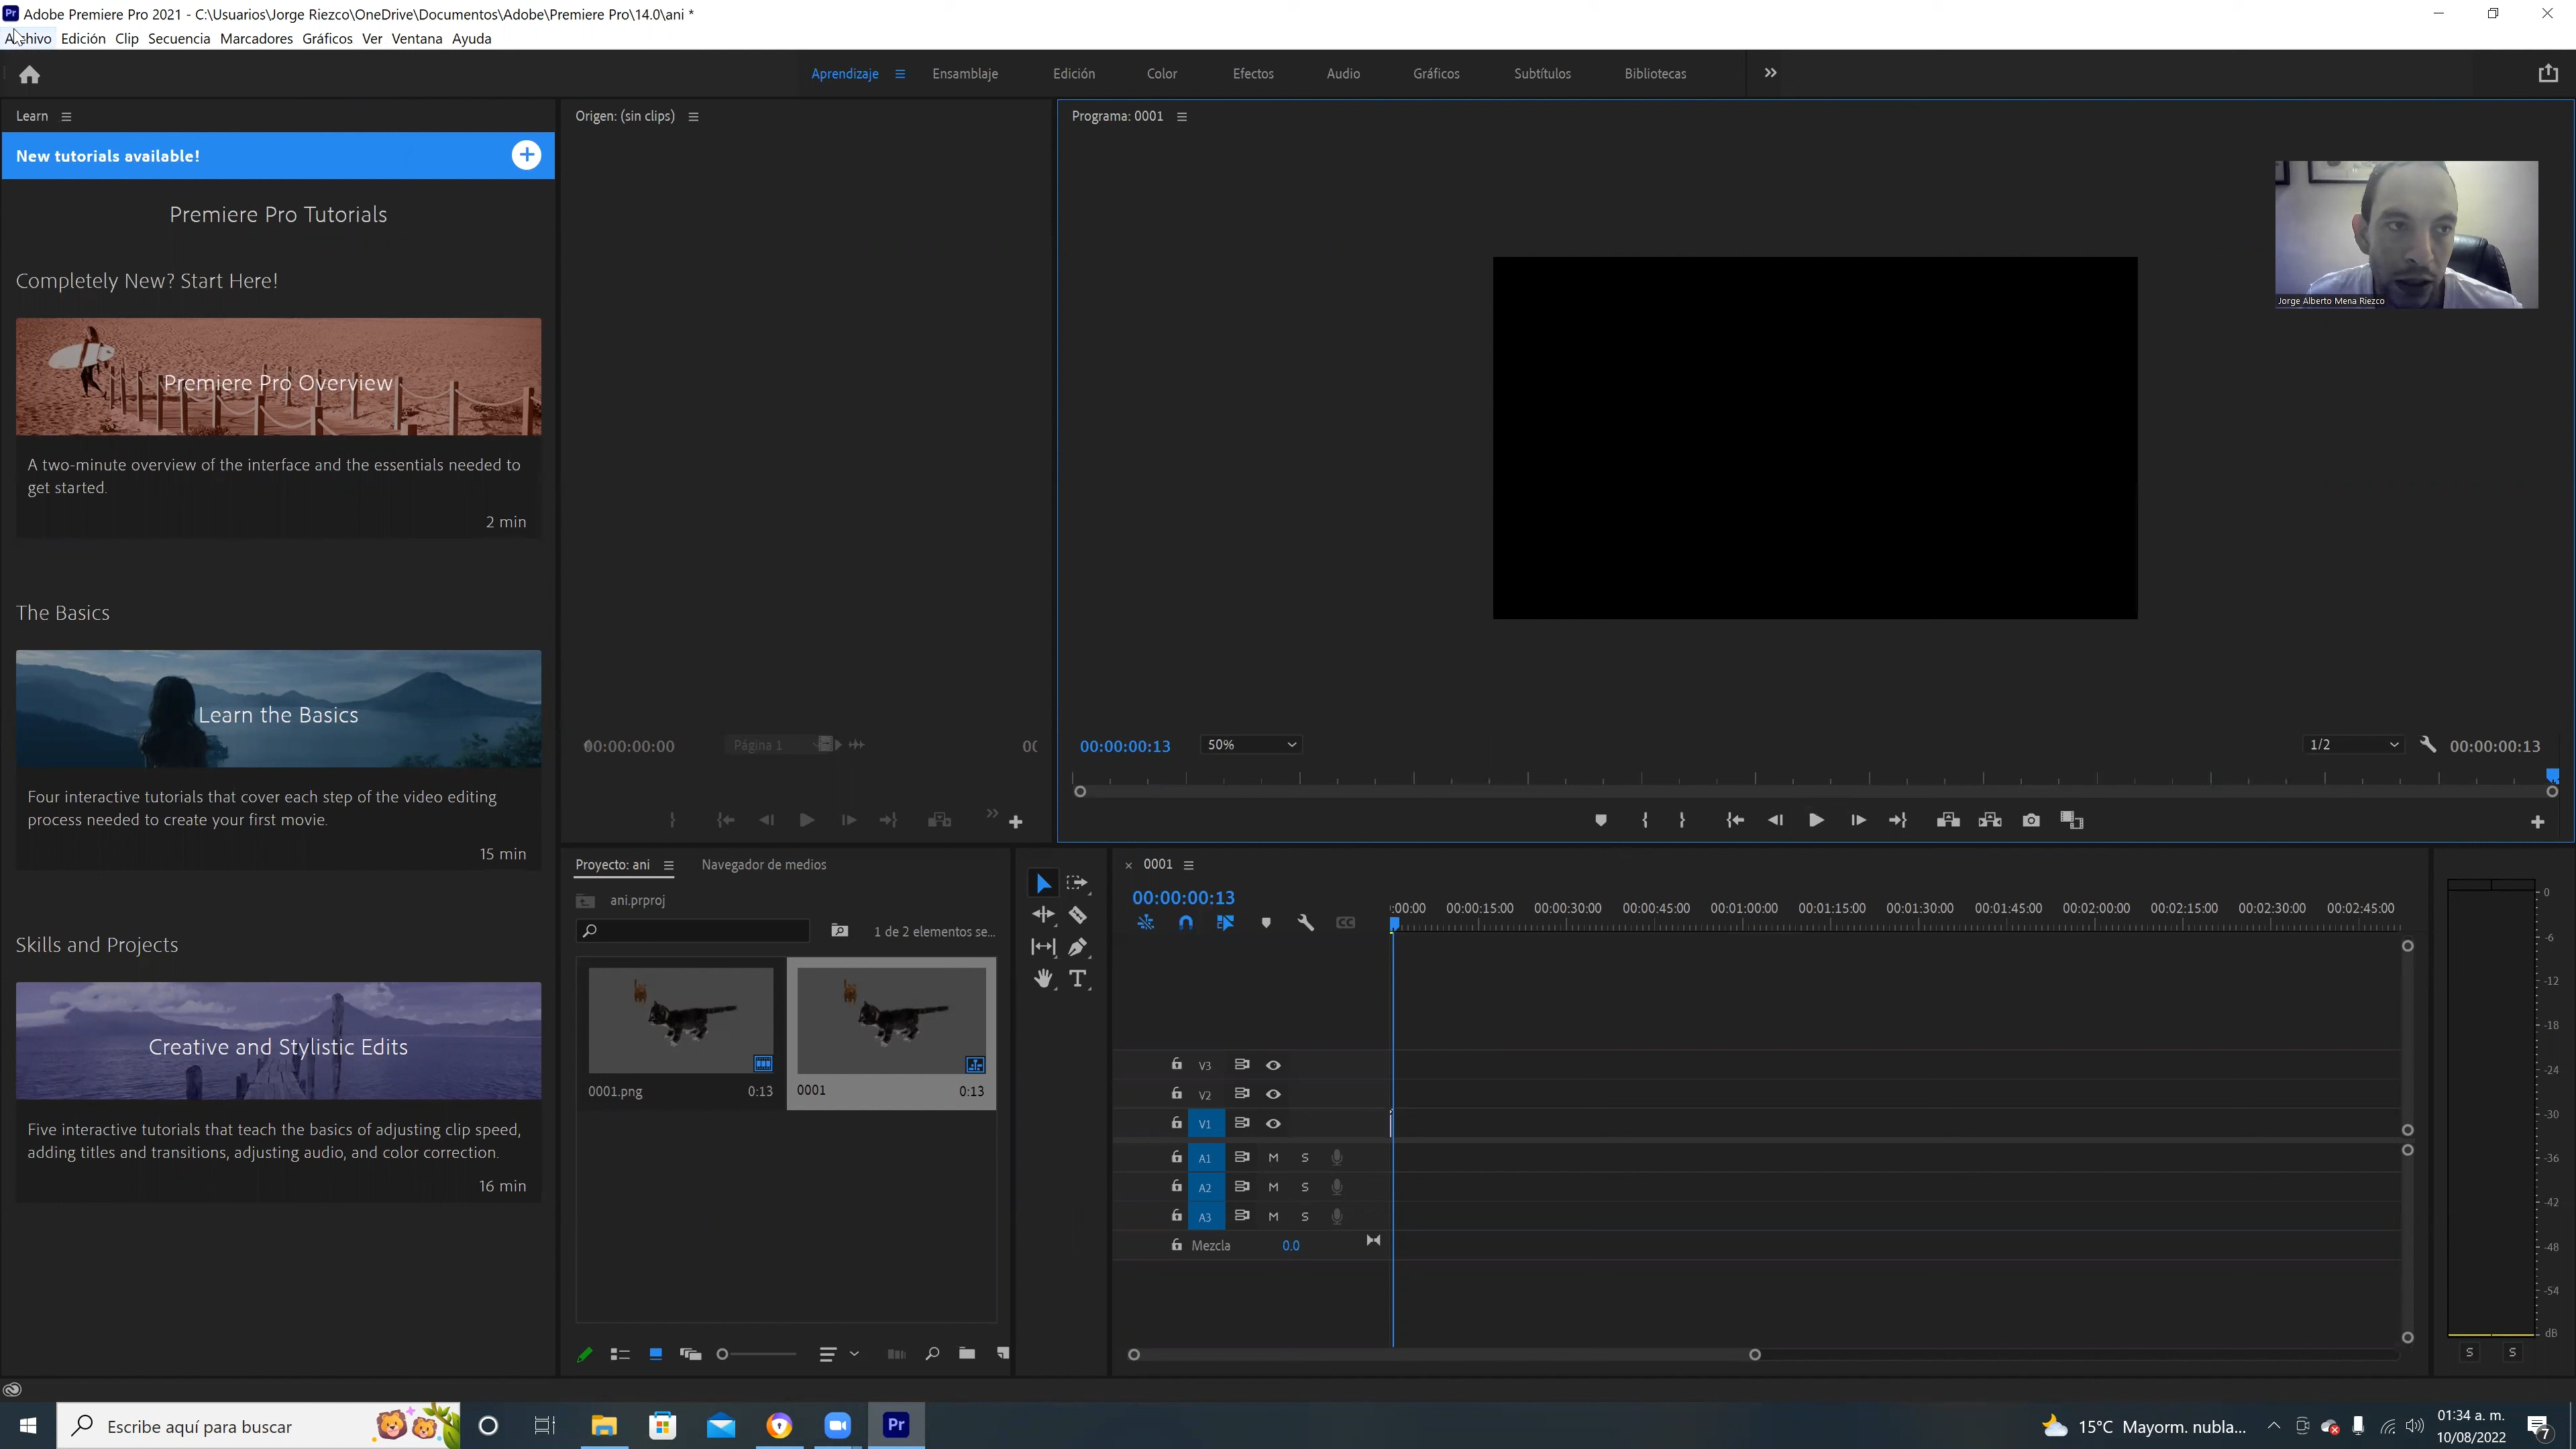 Adobe Premiere Pro 2021 - C:\Usuarios\Jorge Riezco\OneDrive\Documentos\Adobe\Premiere Pro\14.0\ani *
Archivo Edición Clip Secuencia Marcadores Gráficos Ver Ventana Ayuda
Aprendizaje Ensamblaje Edición Color Efectos Audio Gráficos Subtítulos Bibliotecas
Learn
New tutorials available!
Premiere Pro Tutorials
Completely New? Start Here!
Premiere Pro Overview
A two-minute overview of the interface and the essentials needed to
get started.
2 min
The Basics
Learn the Basics
Four interactive tutorials that cover each step of the video editing
process needed to create your first movie.
15 min
Skills and Projects
Creative and Stylistic Edits
Five interactive tutorials that teach the basics of adjusting clip speed,
adding titles and transitions, adjusting audio, and color correction.
16 min
Origen: (sin clips)
00:00:00:00 Página 1 00
Programa: 0001
Jorge Alberto Mena Riezco
00:00:00:13 50% 1/2 00:00:00:13
Proyecto: ani Navegador de medios
ani.prproj
1 de 2 elementos se...
0001.png 0:13
0001 0:13
T
0001
00:00:00:13
:00:00 00:00:15:00 00:00:30:00 00:00:45:00 00:01:00:00 00:01:15:00 00:01:30:00 00:01:45:00 00:02:00:00 00:02:15:00 00:02:30:00 00:02:45:00
V3
V2
V1
A1 M S
A2 M S
A3 M S
Mezcla 0.0
0
-6
-12
-18
-24
-30
-36
-42
-48
-54
dB
S S
Pr
Escribe aquí para buscar
Pr
15°C Mayorm. nubla...
01:34 a. m.
10/08/2022
7